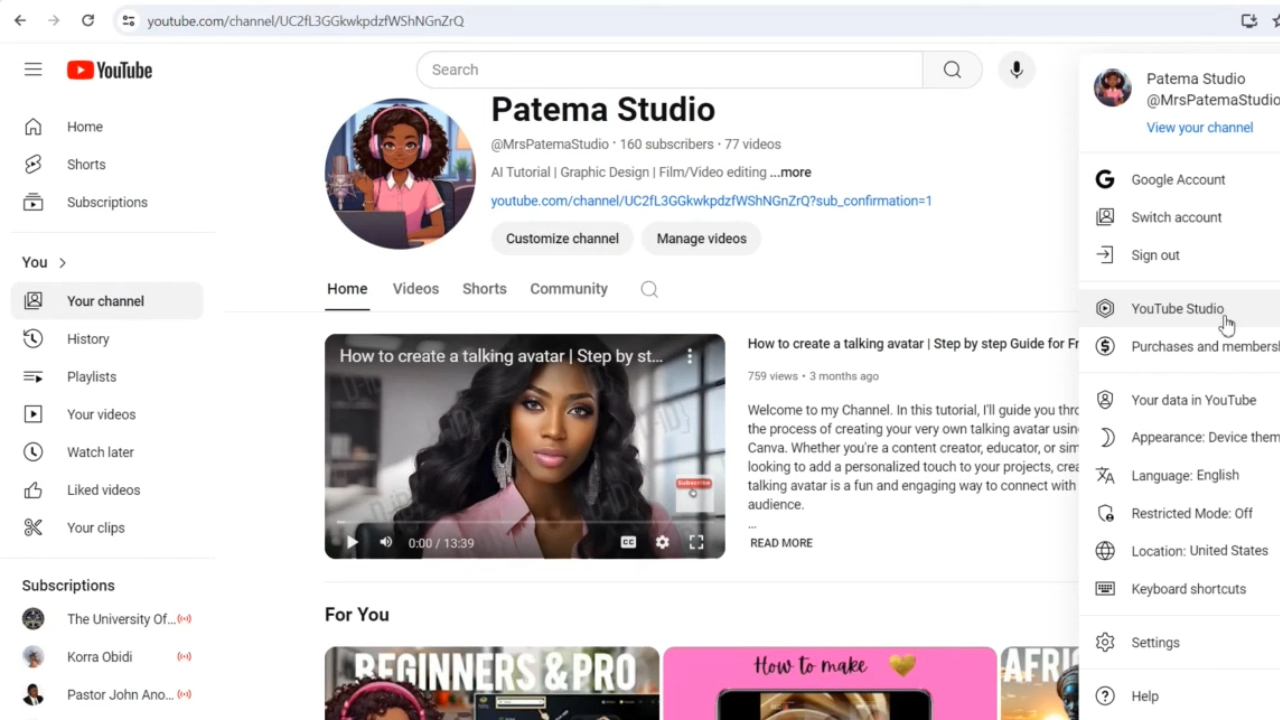 youtube.com/channel/UC2fL3GGkwkpdzfWShNGnZrQ
YouTube
Search
Home
Shorts
Subscriptions
You
Your channel
History
Playlists
Your videos
Watch later
Liked videos
Your clips
Subscriptions
The University Of...
Korra Obidi
Pastor John Ano...
Patema Studio
@MrsPatemaStudio · 160 subscribers · 77 videos
AI Tutorial | Graphic Design | Film/Video editing ...more
youtube.com/channel/UC2fL3GGkwkpdzfWShNGnZrQ?sub_confirmation=1
Customize channel
Manage videos
Home
Videos
Shorts
Community
How to create a talking avatar | Step by st...
Subscribe
0:00 / 13:39
CC
How to create a talking avatar | Step by step Guide for Fr
759 views • 3 months ago
Welcome to my Channel. In this tutorial, I'll guide you thro
the process of creating your very own talking avatar using
Canva. Whether you're a content creator, educator, or sim
looking to add a personalized touch to your projects, crea
talking avatar is a fun and engaging way to connect with
audience.
...
READ MORE
For You
BEGINNERS & PRO
How to make
AFRI
Patema Studio
@MrsPatemaStudio
View your channel
Google Account
Switch account
Sign out
YouTube Studio
Purchases and membersh
Your data in YouTube
Appearance: Device them
Language: English
Restricted Mode: Off
Location: United States
Keyboard shortcuts
Settings
Help